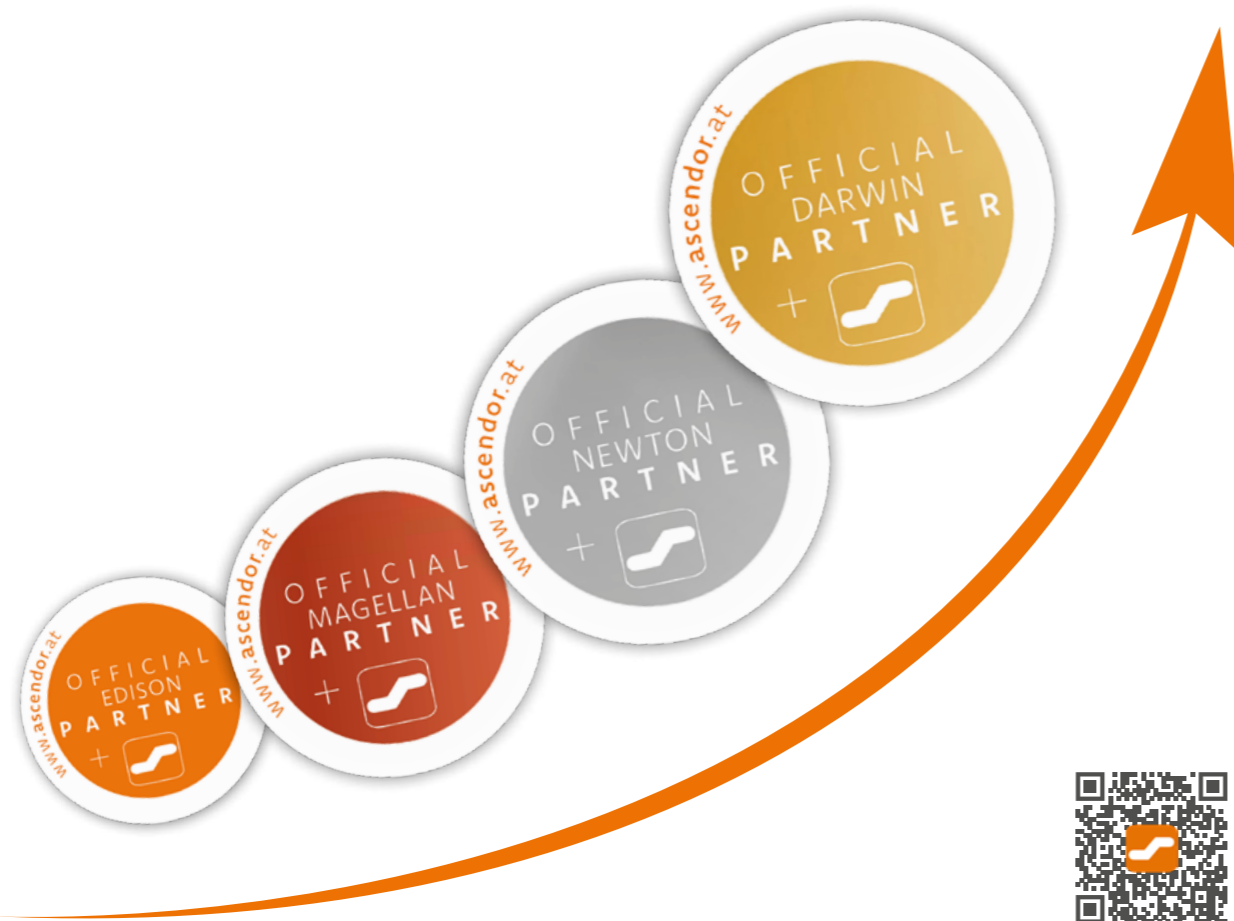 www.ascendor.at
OFFICIAL
DARWIN
PARTNER
+
www.ascendor.at
OFFICIAL
NEWTON
PARTNER
+
www.ascendor.at
OFFICIAL
MAGELLAN
PARTNER
+
www.ascendor.at
OFFICIAL
EDISON
PARTNER
+